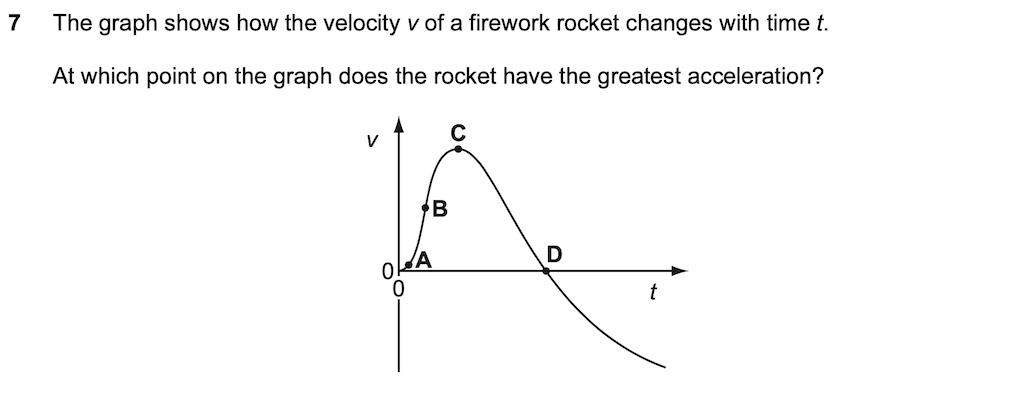 7 The graph shows how the velocity v of a firework rocket changes with time t.
At which point on the graph does the rocket have the greatest acceleration?
C
v
B
A
D
0
0
t